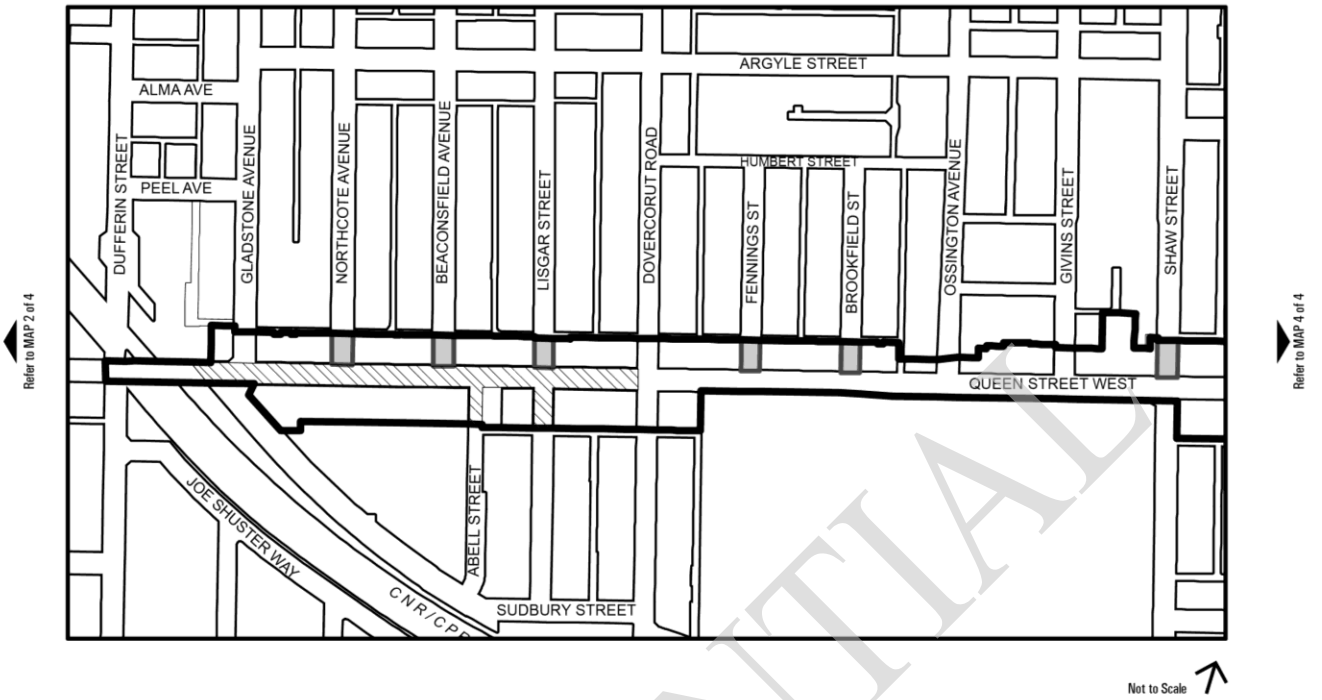 ARGYLE STREET
ALMA AVE
DUFFERIN STREET
GLADSTONE AVENUE
NORTHCOTE AVENUE
BEACONSFIELD AVENUE
LISGAR STREET
DOVERCORUT ROAD
HUMBERT STREET
PEEL AVE
FENNINGS ST
BROOKFIELD ST
OSSINGTON AVENUE
GIVINS STREET
SHAW STREET
Refer to MAP 2 of 4
Refer to MAP 4 of 4
QUEEN STREET WEST
JOE SHUSTER WAY
ABELL STREET
CNR/CPR
SUDBURY STREET
NTIAL
Not to Scale